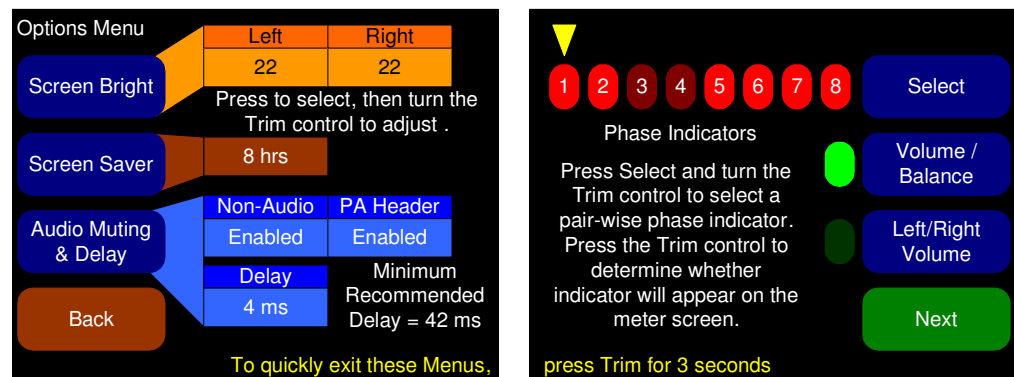 Options Menu
Left Right
Screen Bright
22 22
Press to select, then turn the
Trim control to adjust .
Screen Saver
8 hrs
Audio Muting
& Delay
Non-Audio PA Header
Enabled Enabled
Delay
4 ms
Minimum
Recommended
Delay = 42 ms
Back
To quickly exit these Menus,
1 2 3 4 5 6 7 8
Select
Phase Indicators
Press Select and turn the
Trim control to select a
pair-wise phase indicator.
Press the Trim control to
determine whether
indicator will appear on the
meter screen.
Volume /
Balance
Left/Right
Volume
Next
press Trim for 3 seconds